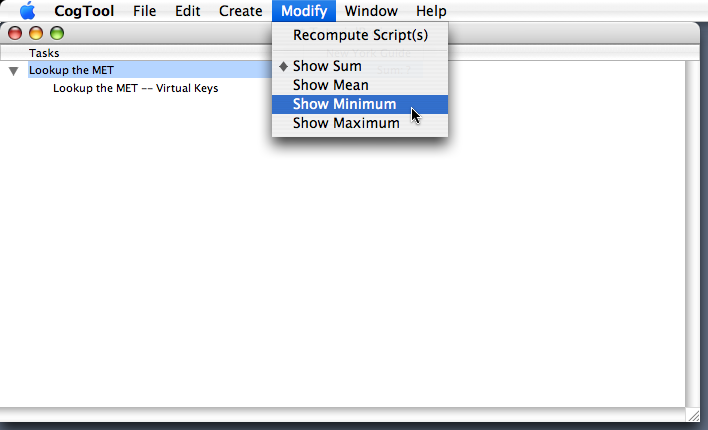 CogTool File Edit Create Modify Window Help
Recompute Script(s)
Tasks
Show Sum
Lookup the MET
Show Mean
Lookup the MET -- Virtual Keys
Show Minimum
Show Maximum